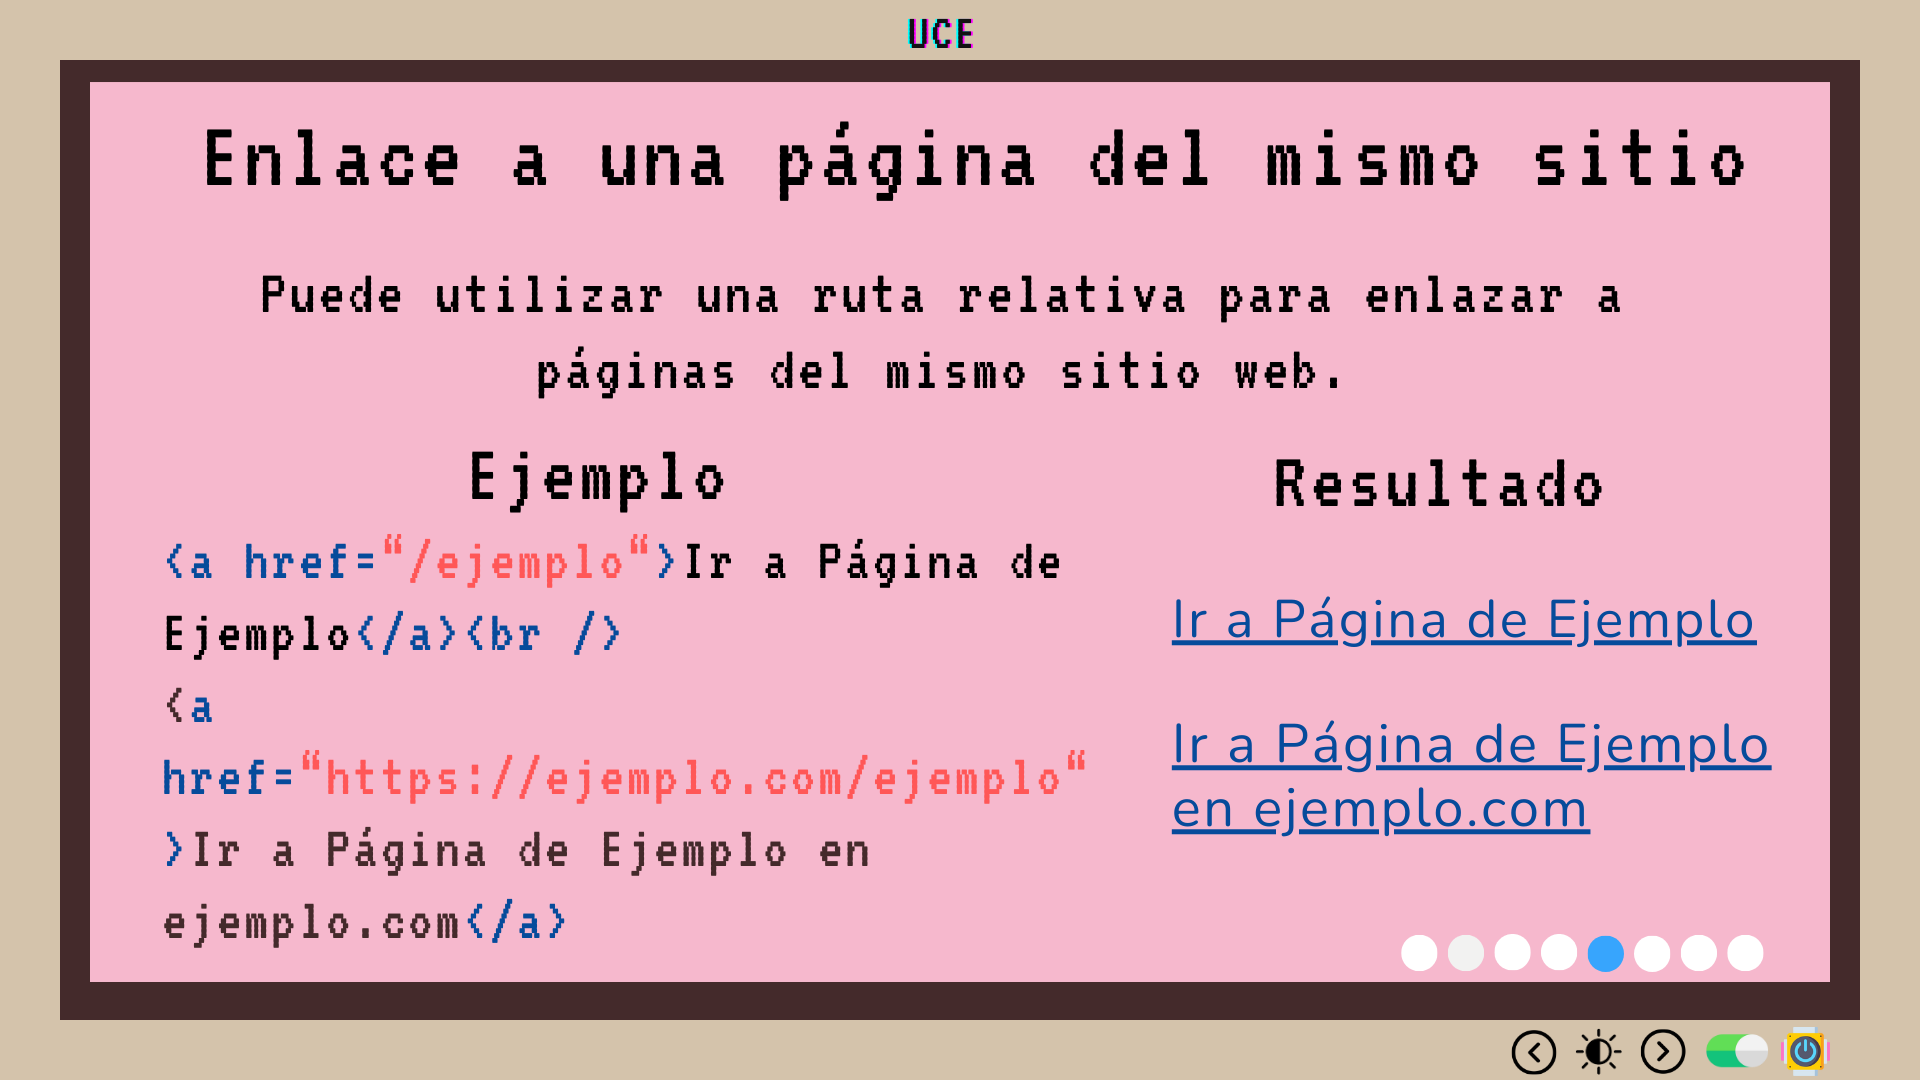 UCE
Enlace a una página del mismo sitio
Puede utilizar una ruta relativa para enlazar a
páginas del mismo sitio web.
Ejemplo
<a href=“/ejemplo“>Ir a Página de
Ejemplo</a><br />
<a
href=“https://ejemplo.com/ejemplo“
>Ir a Página de Ejemplo en
ejemplo.com</a>
Resultado
Ir a Página de Ejemplo
Ir a Página de Ejemplo
en ejemplo.com